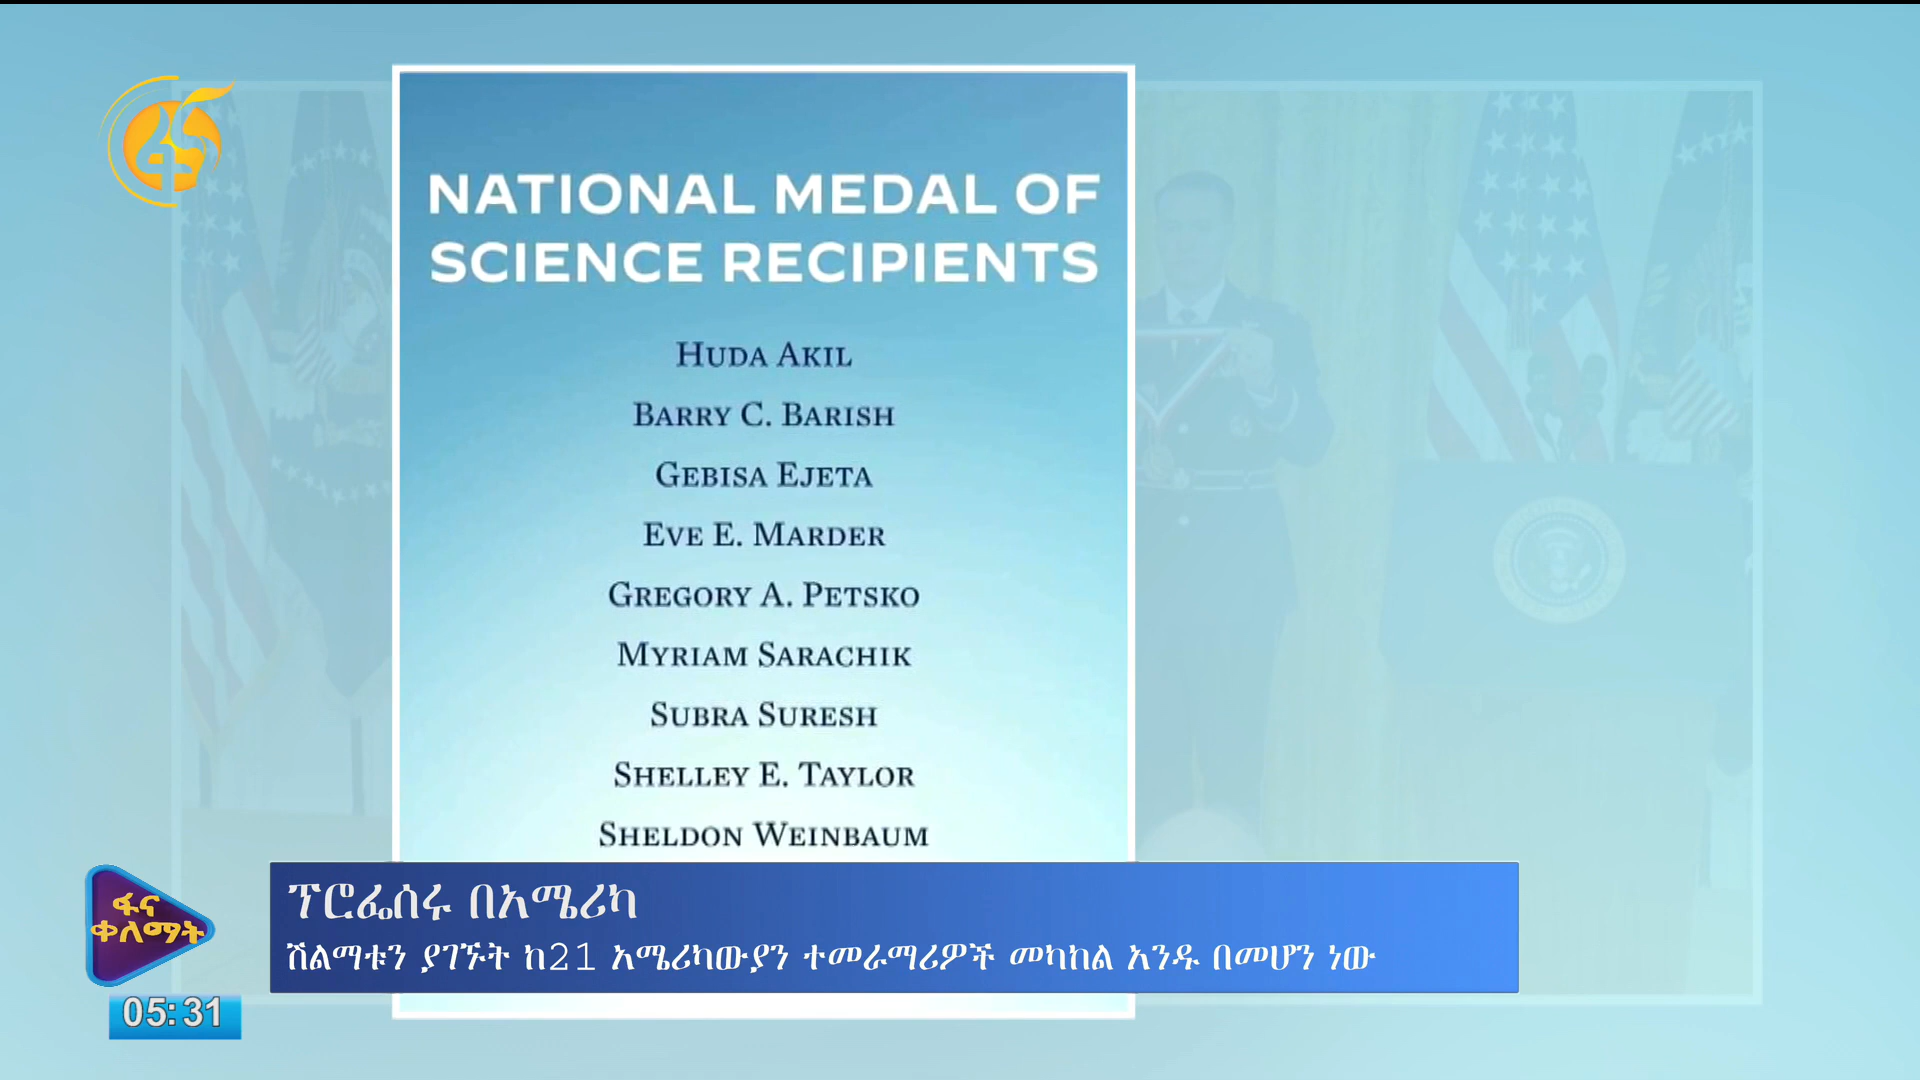 NATIONAL MEDAL OF
SCIENCE RECIPIENTS
HUDA AKIL
BARRY C. BARISH
GEBISA EJETA
EVE E. MARDER
GREGORY A. PETSKO
MYRIAM SARACHIK
SUBRA SURESH
SHELLEY E. TAYLOR
SHELDON WEINBAUM
ፕሮፌሰሩ በአሜሪካ
ሽልማቱን ያገኙት ከ21 አሜሪካውያን ተመራማሪዎች መካከል አንዱ በመሆን ነው
ፋና
ቀለማት
05:31